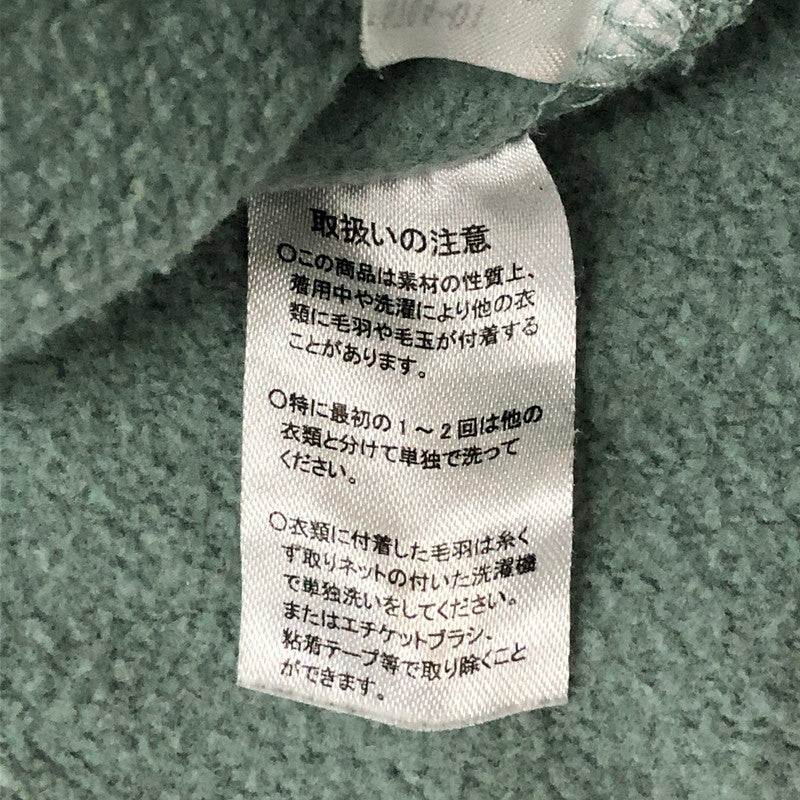 取扱いの注意
○この商品は素材の性質上、
着用中や洗濯により他の衣
類に毛羽や毛玉が付着する
ことがあります。
○特に最初の1～2回は他の
衣類と分けて単独で洗って
ください。
○衣類に付着した毛羽は糸く
ず取りネットの付いた洗濯機
で単独洗いをしてください。
またはエチケットブラシ、
粘着テープ等で取り除くこと
ができます。